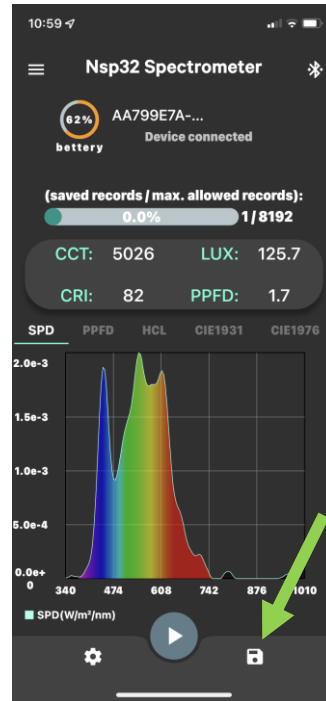 10:59
Nsp32 Spectrometer
62%
bettery
AA799E7A-...
Device connected
(saved records / max. allowed records):
0.0%
1/8192
CCT: 5026 LUX: 125.7
CRI: 82 PPFD: 1.7
SPD PPFD HCL CIE1931 CIE1976
2.0e-3
1.5e-3
1.0e-3
5.0e-4
0.0e+
0
340 474 608 742 876 1010
SPD(W/m²/nm)